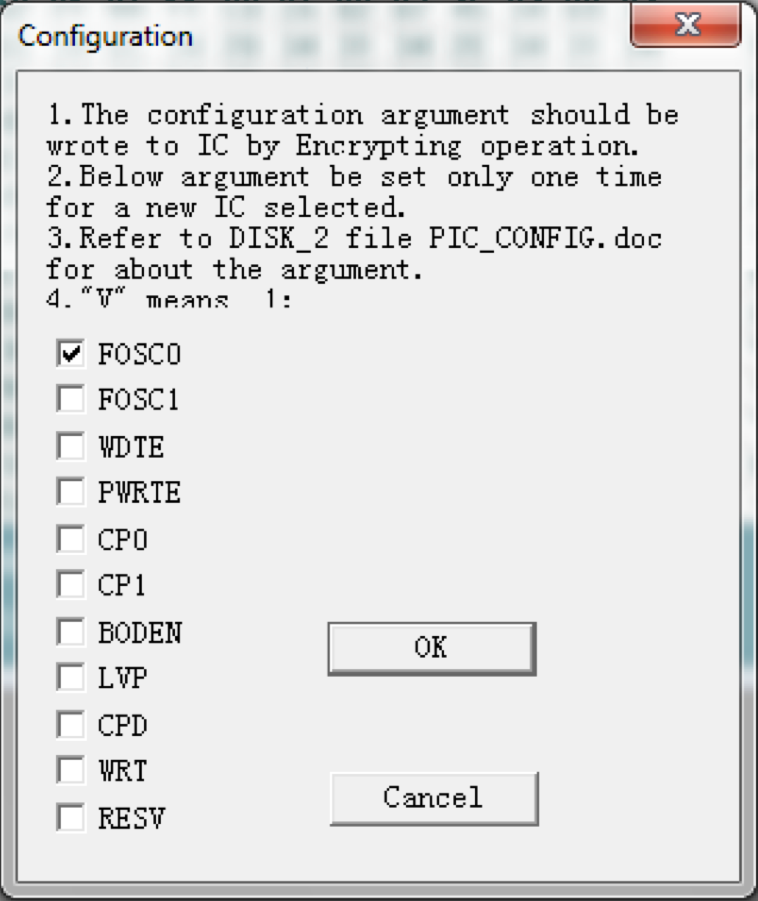 Configuration
1.The configuration argument should be
wrote to IC by Encrypting operation.
2.Below argument be set only one time
for a new IC selected.
3.Refer to DISK_2 file PIC_CONFIG.doc
for about the argument.
4."V" means  1:
FOSC0
FOSC1
WDTE
PWRTE
CP0
CP1
BODEN
OK
LVP
CPD
WRT
Cancel
RESV